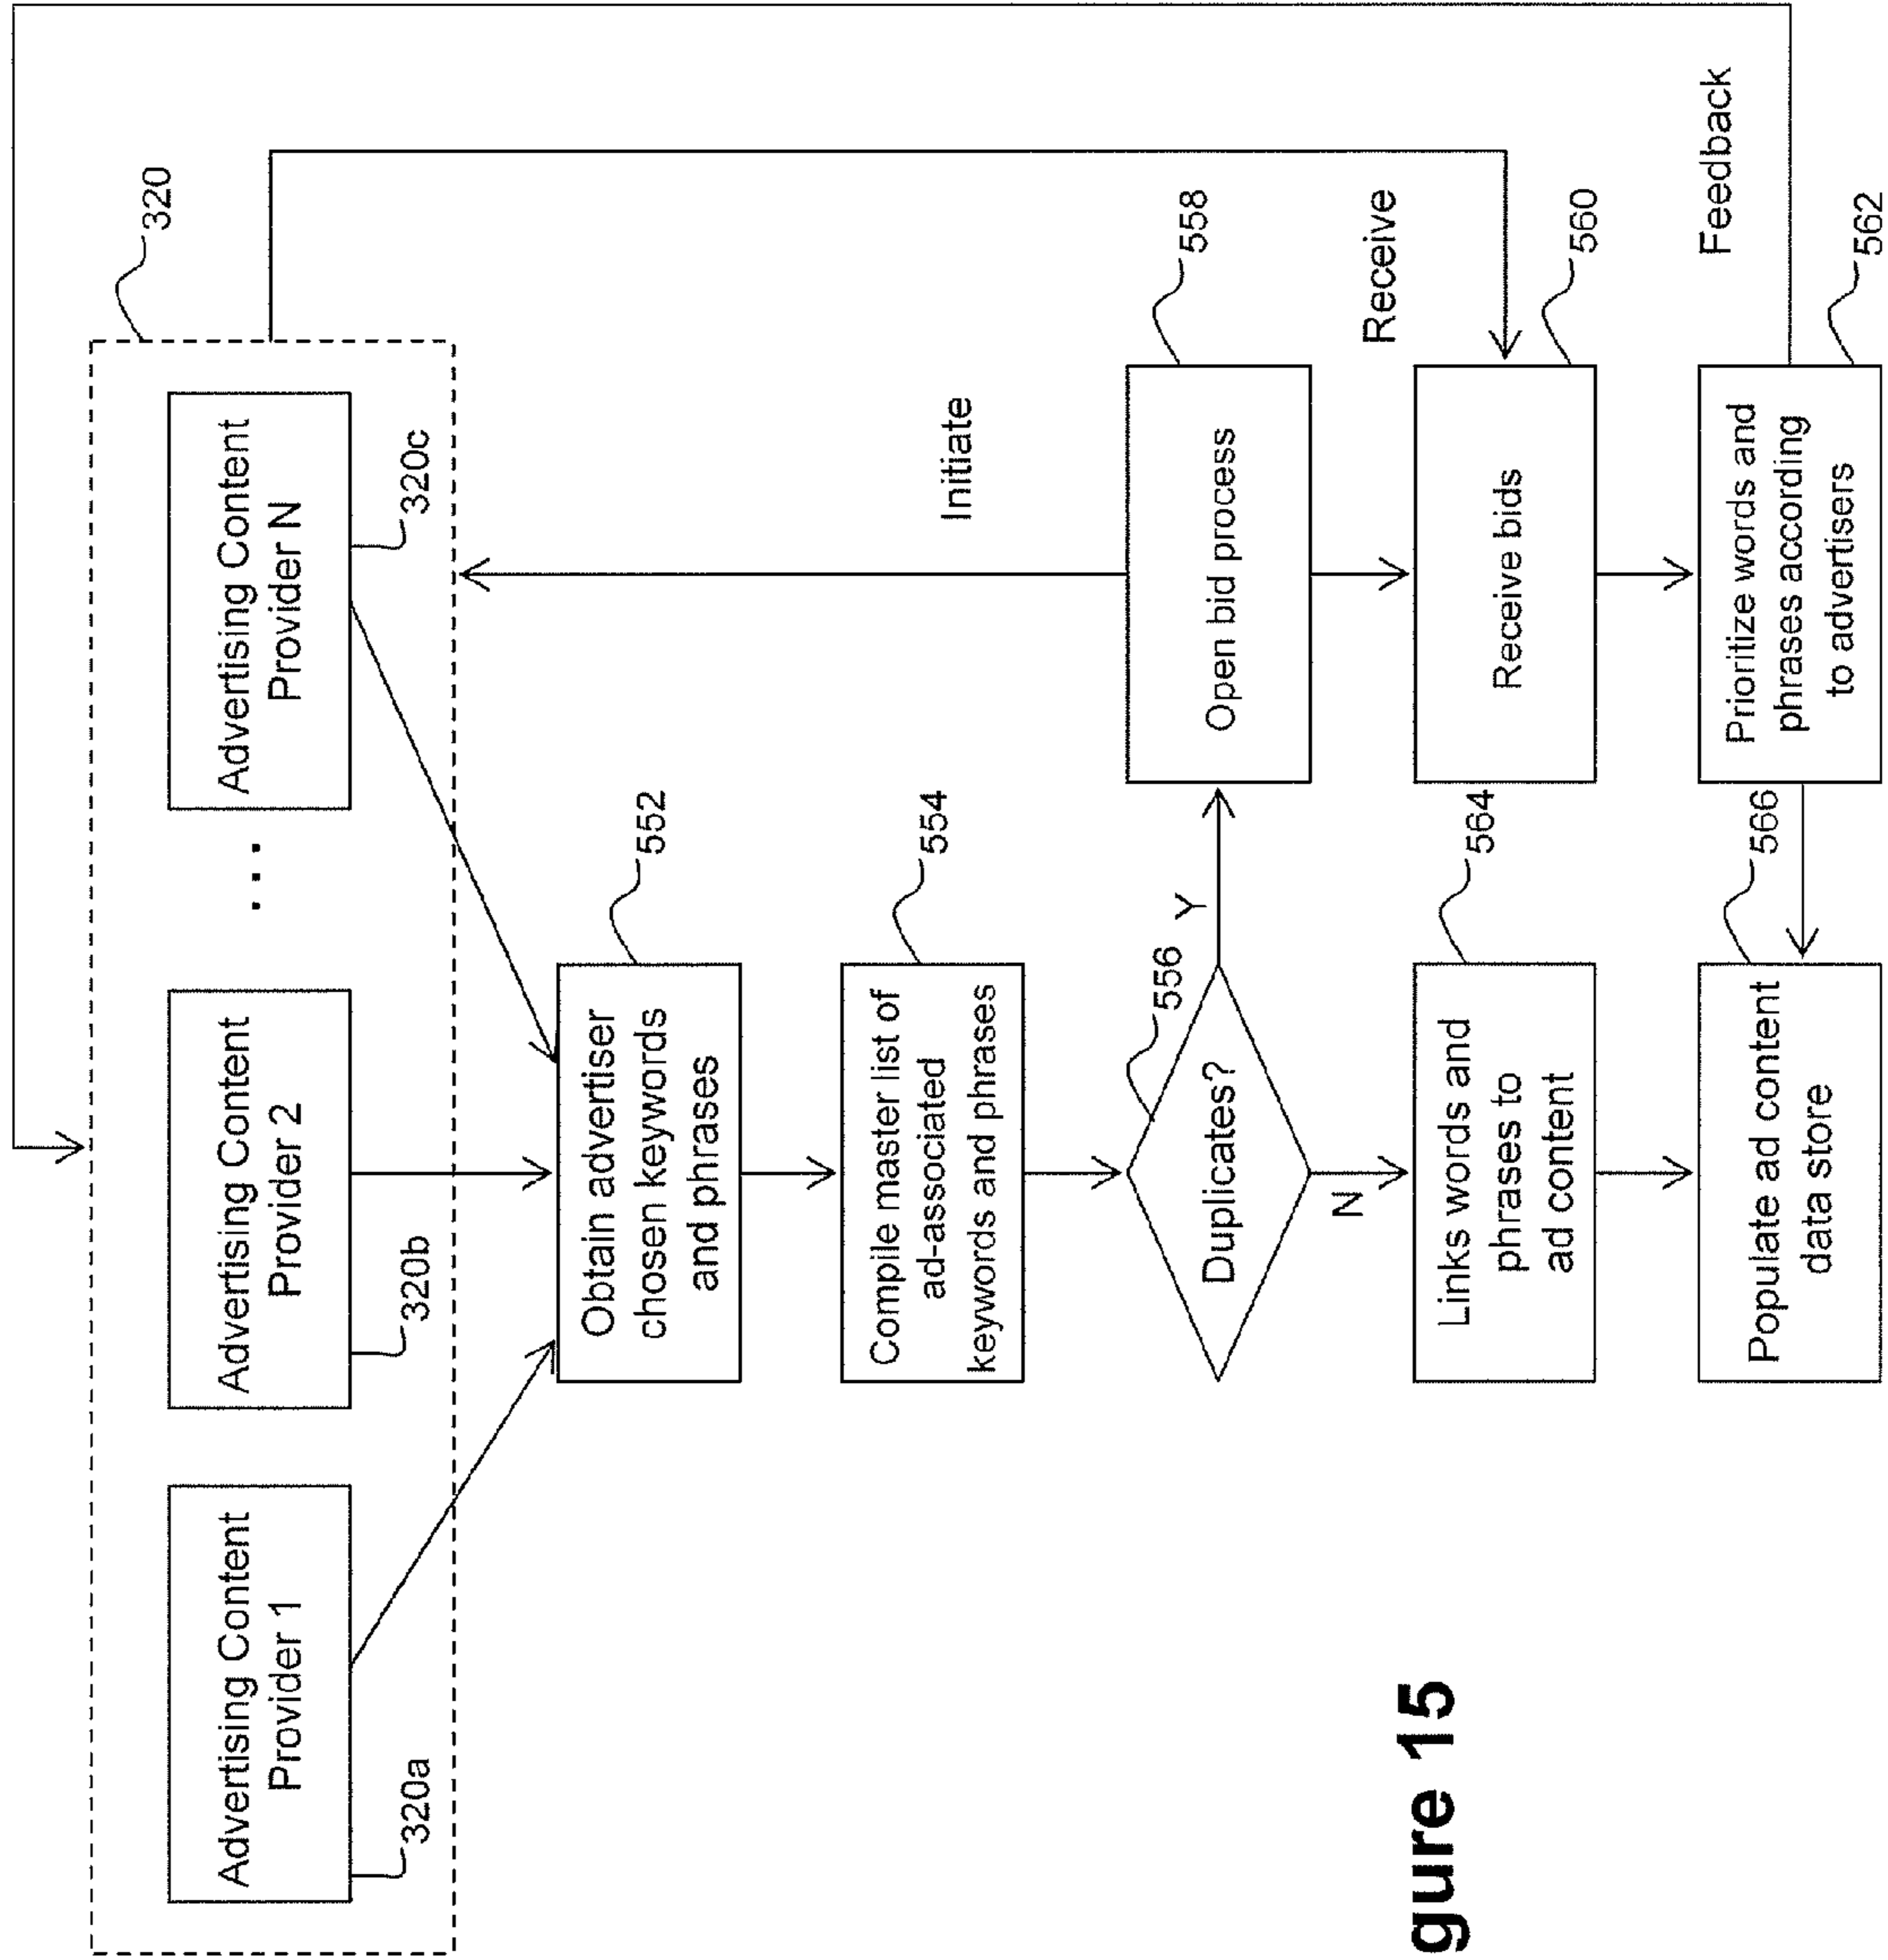 320
Advertising Content
Provider 1
320a
Advertising Content
Provider 2
320b
...
Advertising Content
Provider N
320c
Obtain advertiser
chosen keywords
and phrases
552
Compile master list of
ad-associated
keywords and phrases
554
Duplicates?
556
Y
N
Initiate
Open bid process
558
Receive
Receive bids
560
Links words and
phrases to
ad content
564
Feedback
Prioritize words and
phrases according
to advertisers
562
Populate ad content
data store
566
gure 15